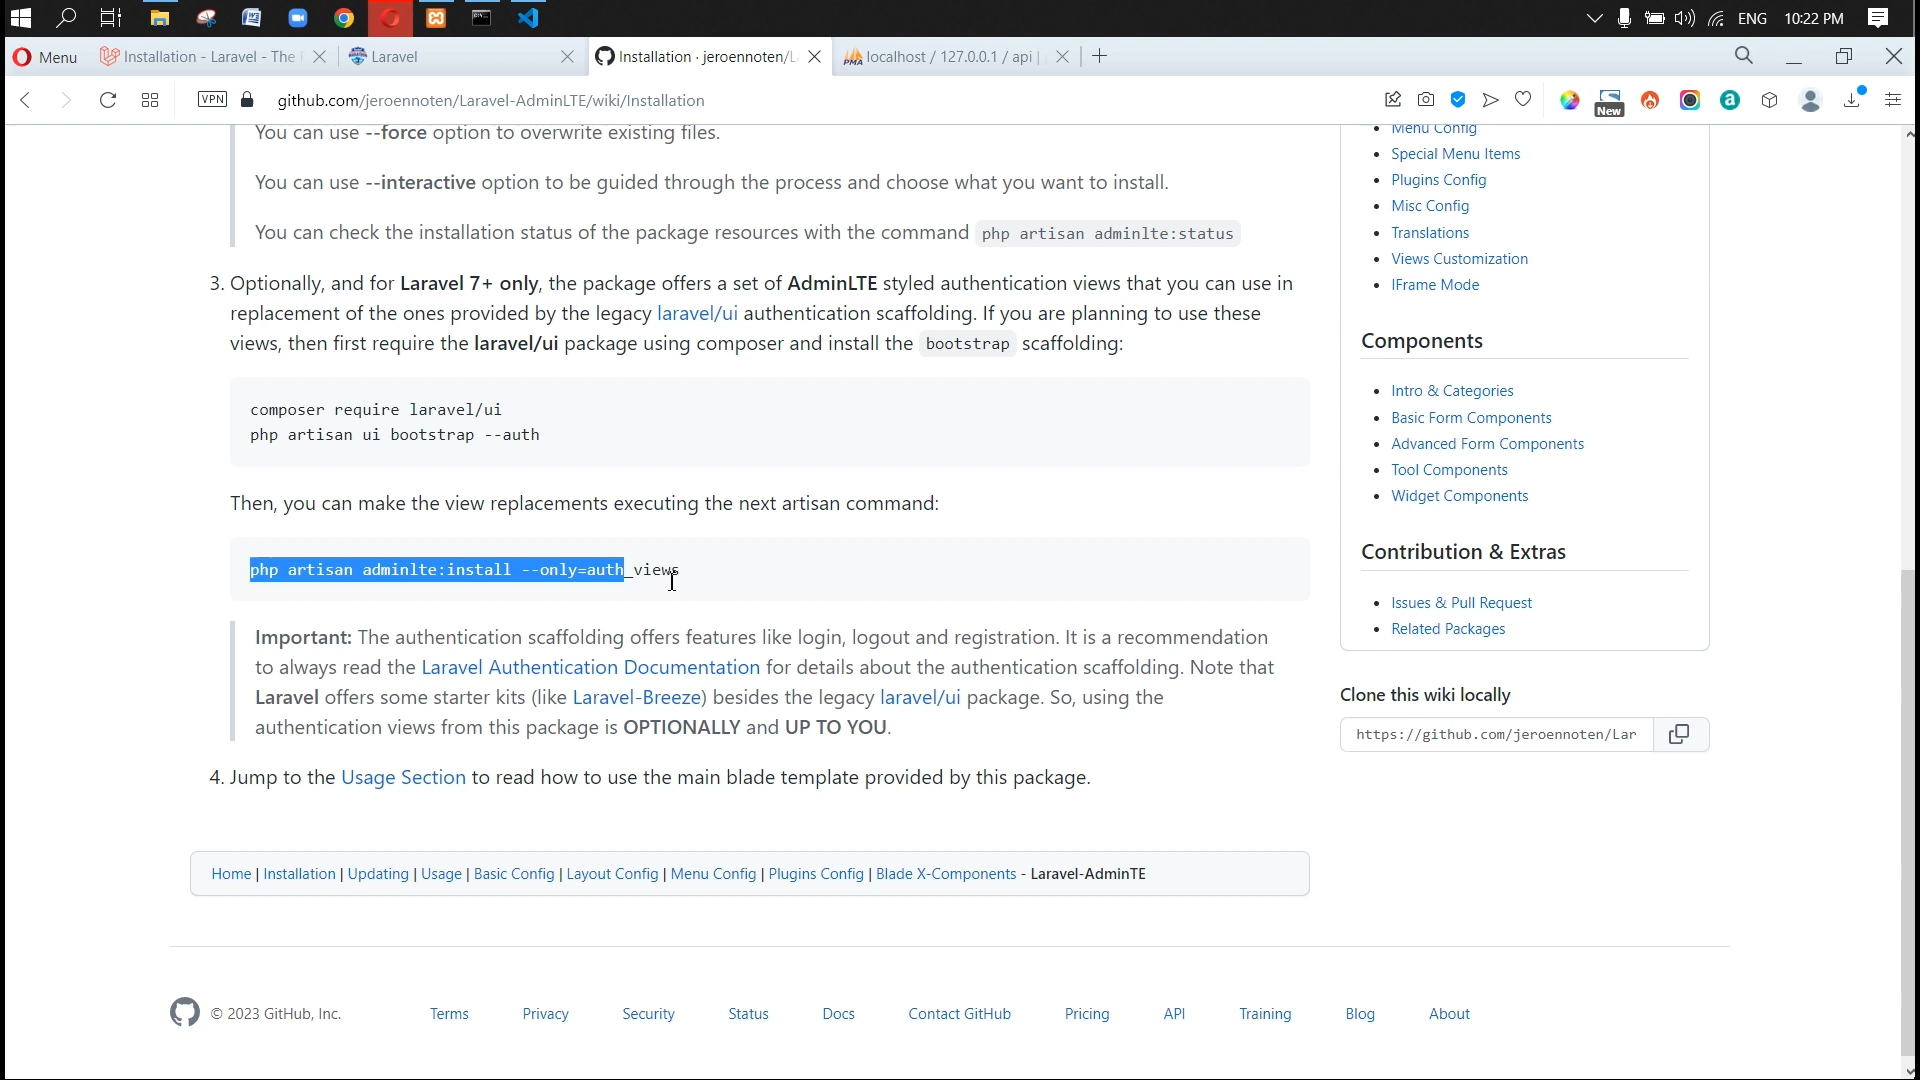 ENG 10:22 PM
Menu Installation - Laravel - The Laravel Installation · jeroennoten/L localhost / 127.0.0.1 / api |
VPN github.com/jeroennoten/Laravel-AdminLTE/wiki/Installation New
You can use --force option to overwrite existing files.
You can use --interactive option to be guided through the process and choose what you want to install.
You can check the installation status of the package resources with the command php artisan adminlte:status
3. Optionally, and for Laravel 7+ only, the package offers a set of AdminLTE styled authentication views that you can use in
replacement of the ones provided by the legacy laravel/ui authentication scaffolding. If you are planning to use these
views, then first require the laravel/ui package using composer and install the bootstrap scaffolding:
composer require laravel/ui
php artisan ui bootstrap --auth
Then, you can make the view replacements executing the next artisan command:
php artisan adminlte:install --only=auth_views
Important: The authentication scaffolding offers features like login, logout and registration. It is a recommendation
to always read the Laravel Authentication Documentation for details about the authentication scaffolding. Note that
Laravel offers some starter kits (like Laravel-Breeze) besides the legacy laravel/ui package. So, using the
authentication views from this package is OPTIONALLY and UP TO YOU.
4. Jump to the Usage Section to read how to use the main blade template provided by this package.
Home | Installation | Updating | Usage | Basic Config | Layout Config | Menu Config | Plugins Config | Blade X-Components - Laravel-AdminTE
Menu Config
Special Menu Items
Plugins Config
Misc Config
Translations
Views Customization
IFrame Mode
Components
Intro & Categories
Basic Form Components
Advanced Form Components
Tool Components
Widget Components
Contribution & Extras
Issues & Pull Request
Related Packages
Clone this wiki locally
https://github.com/jeroennoten/Lar
© 2023 GitHub, Inc. Terms Privacy Security Status Docs Contact GitHub Pricing API Training Blog About